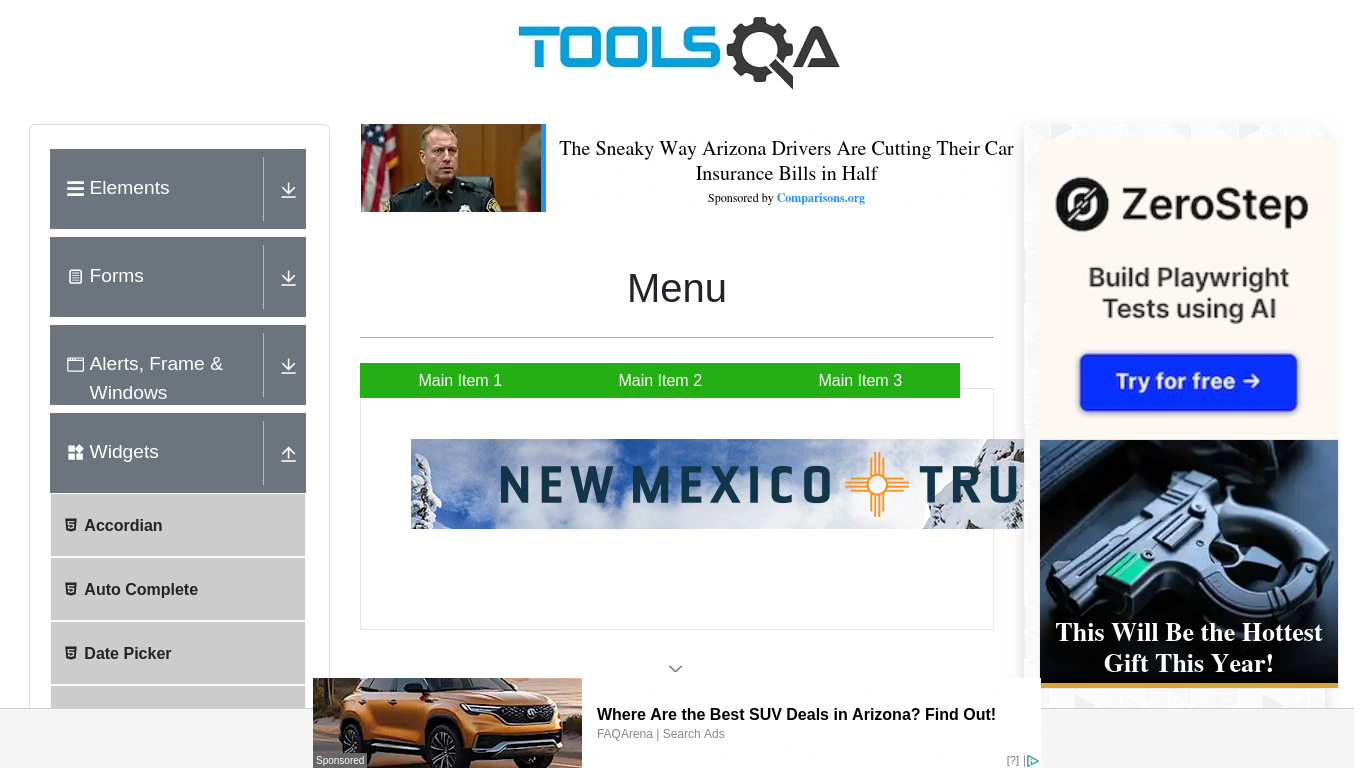 TOOLSQA
Elements
Forms
Alerts, Frame &
Windows
Widgets
Accordian
Auto Complete
Date Picker
The Sneaky Way Arizona Drivers Are Cutting Their Car
Insurance Bills in Half
Sponsored by Comparisons.org
Menu
Main Item 1
Main Item 2
Main Item 3
NEW MEXICO TRU
ZeroStep
Build Playwright
Tests using AI
Try for free →
This Will Be the Hottest
Gift This Year!
Sponsored
Where Are the Best SUV Deals in Arizona? Find Out!
FAQArena | Search Ads
[?] |